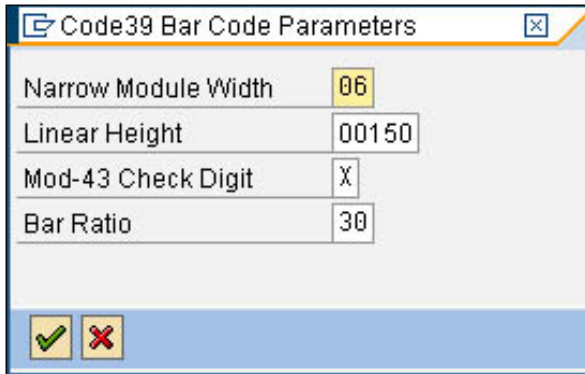 Code39 Bar Code Parameters
Narrow Module Width 06
Linear Height 00150
Mod-43 Check Digit X
Bar Ratio 30